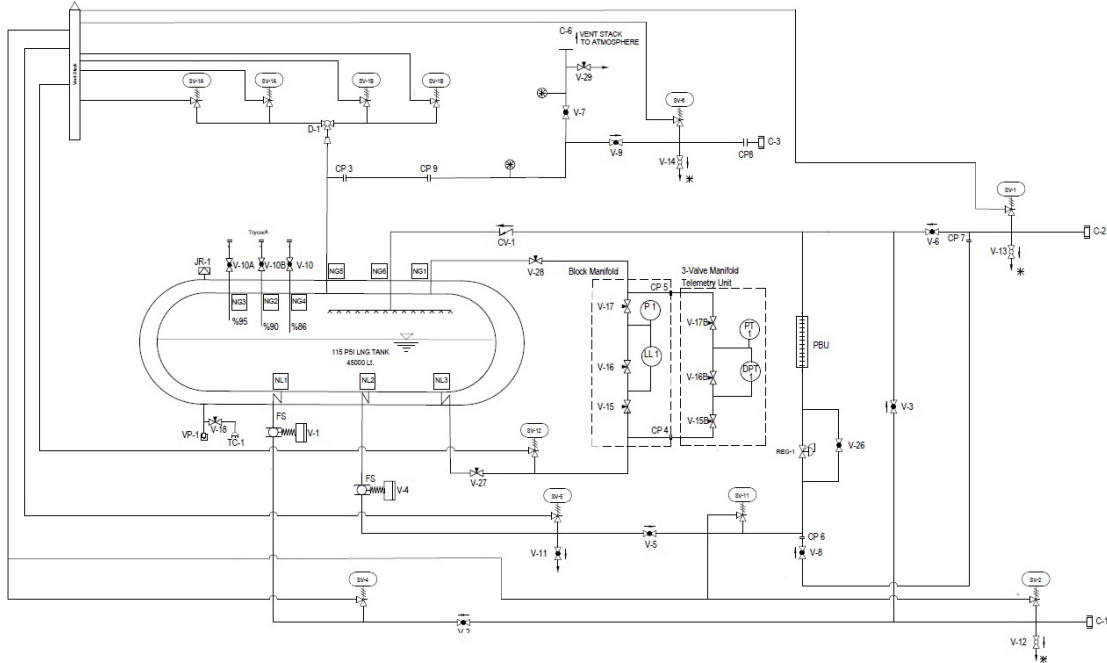 C-6
VENT STACK
TO ATMOSPHERE
Vent Stack
V-29
SV-1A
SV-1A
SV-1B
SV-1B
V-7
SV-6
D-1
V-9
CP8
C-3
V-14
CP 3
CP 9
SV-1
C-2
V-6
CP 7
V-13
CV-1
Trycock
JR-1
V-10A
V-10B
V-10
NG5
NG6
NG1
V-28
Block Manifold
3-Valve Manifold
Telemetry Unit
CP 5
NG3
NG2
NG4
%95
%90
%86
V-17
P 1
V-17B
PT
1
PBU
115 PSI LNG TANK
45000 Lt.
LL 1
V-16
V-16B
DPT
1
NL1
NL2
NL3
V-15
V-15B
V-3
FS
V-1
VP-1
V-18
TC-1
SV-12
CP 4
REG-1
V-26
V-27
FS
V-4
SV-5
SV-11
V-5
CP 6
V-11
V-8
SV-4
SV-2
V-2
C-1
V-12